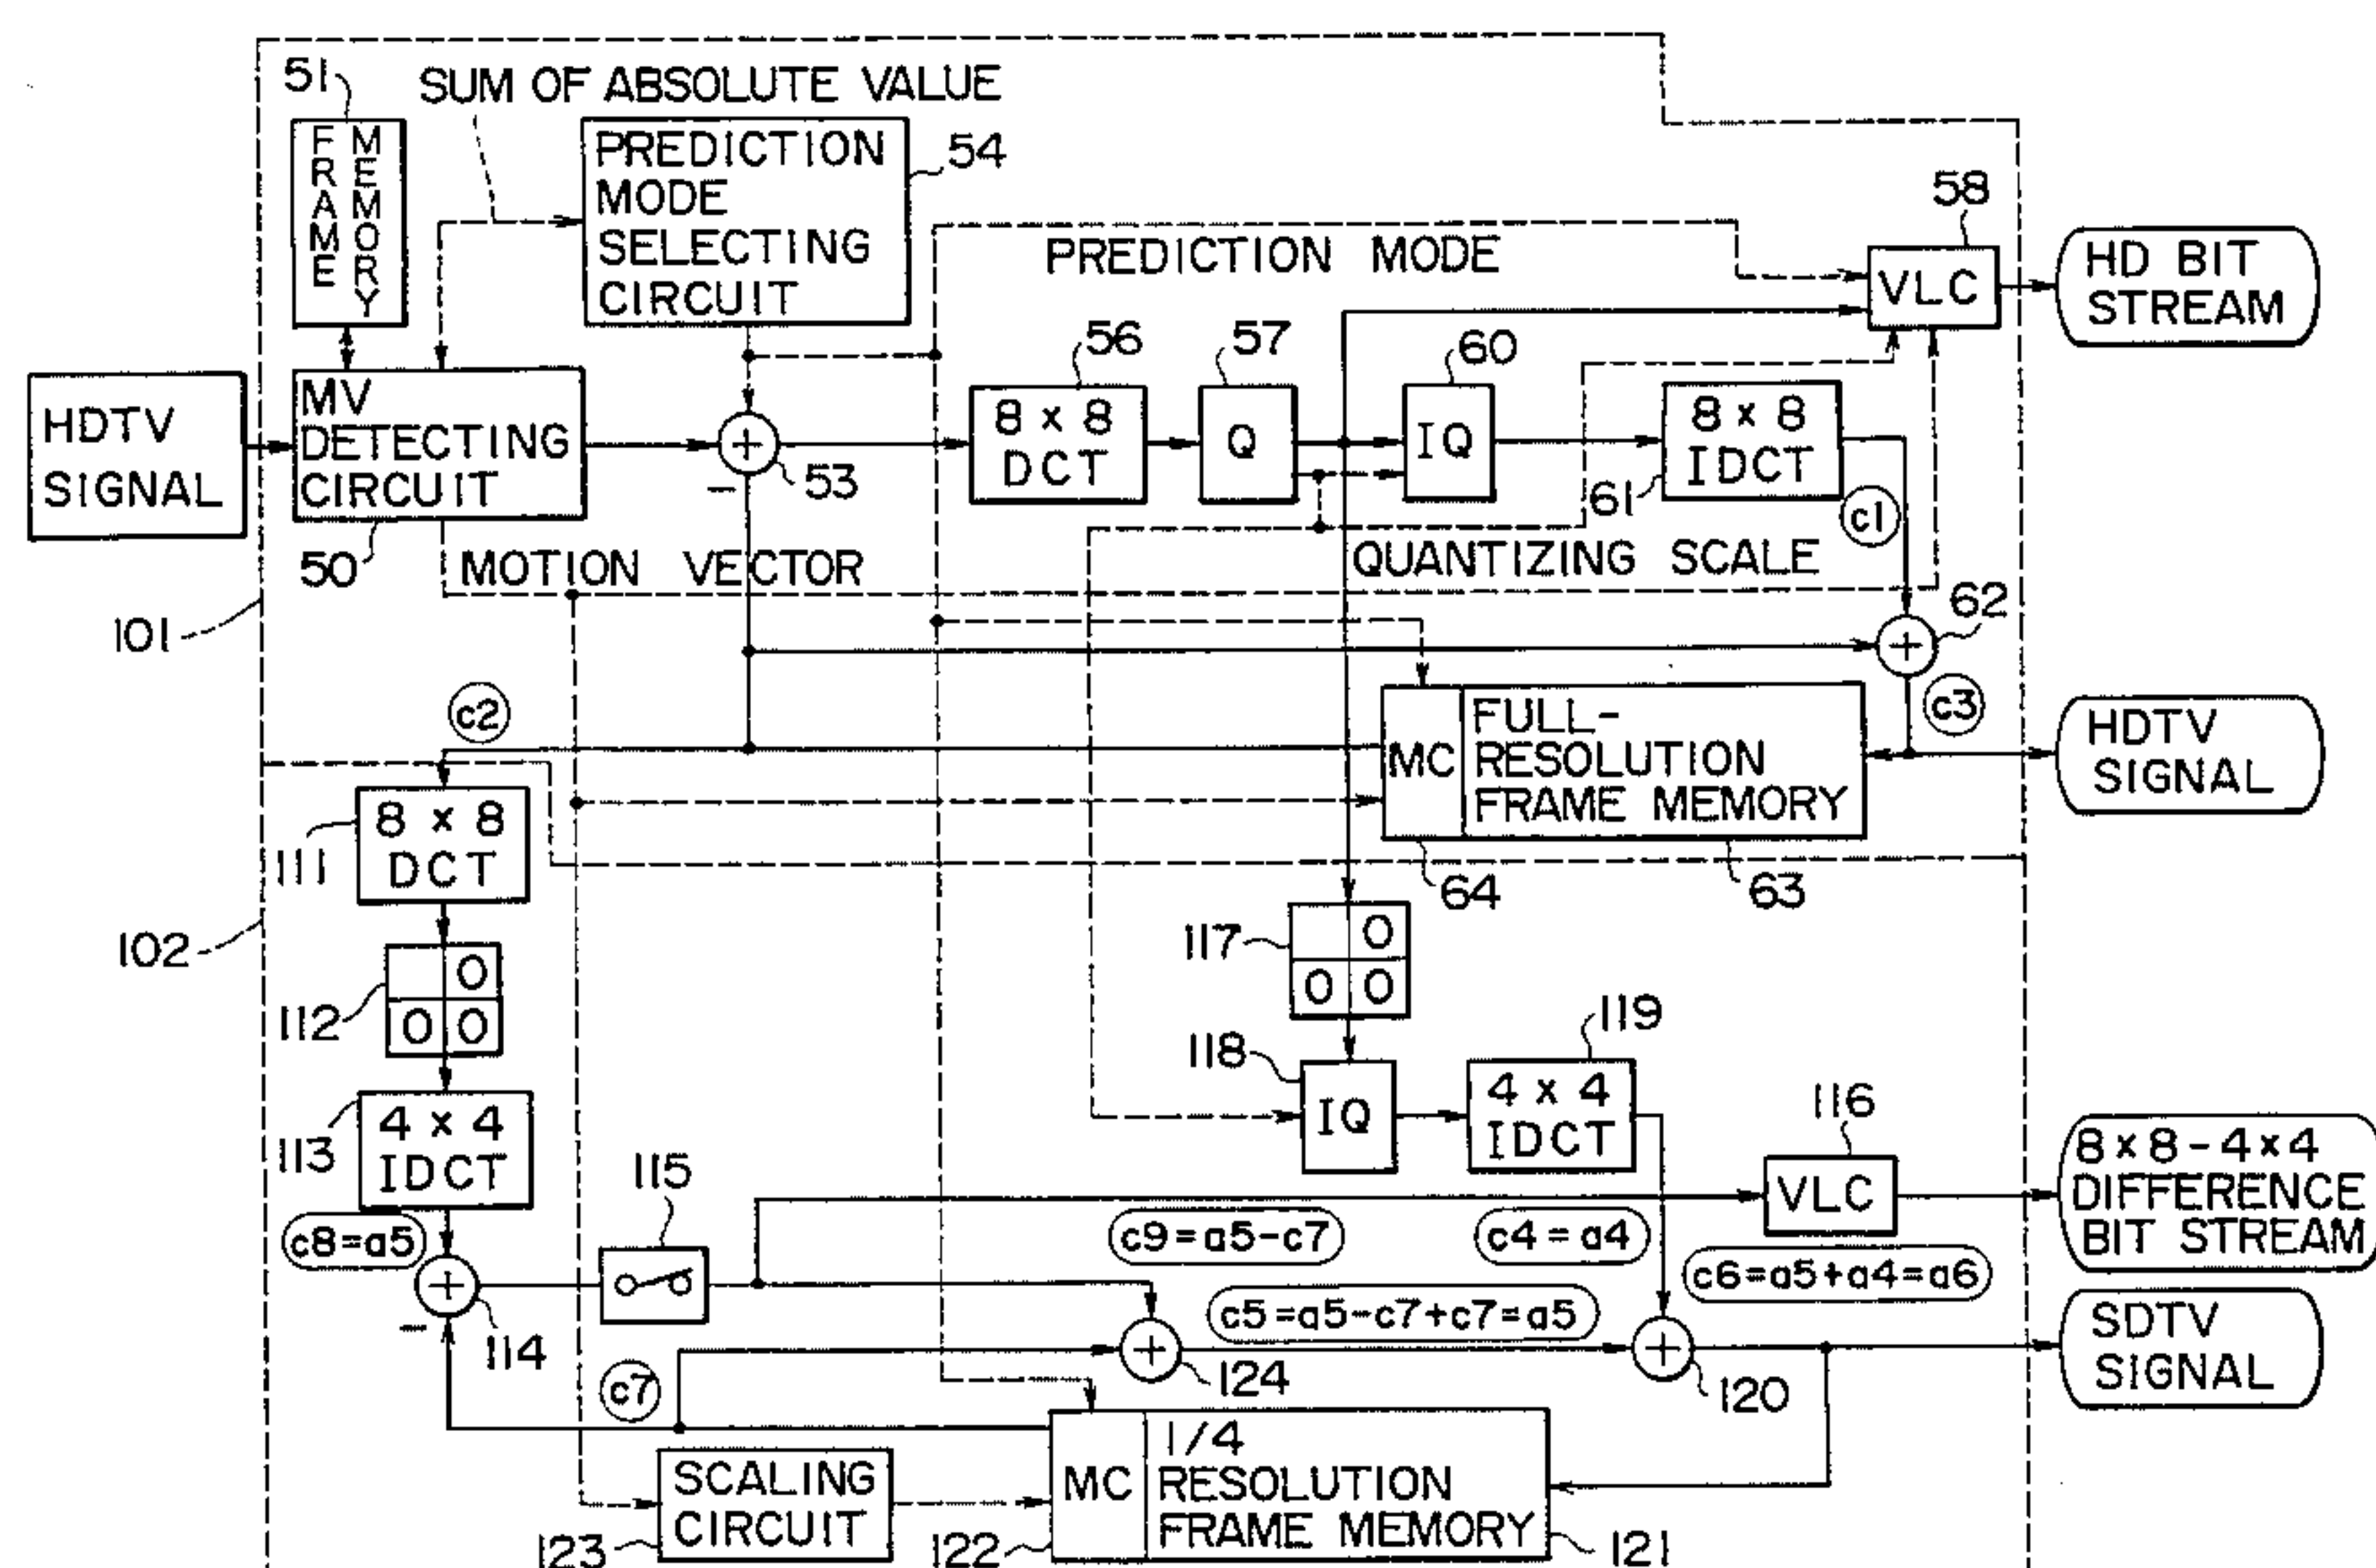 51
SUM OF ABSOLUTE VALUE
FRAME
MEMORY
PREDICTION
MODE
SELECTING
CIRCUIT
54
58
PREDICTION MODE
VLC
HD BIT
STREAM
HDTV
SIGNAL
MV
DETECTING
CIRCUIT
50
+
−
53
56
8 × 8
DCT
57
Q
60
IQ
8 × 8
IDCT
61
c1
MOTION VECTOR
QUANTIZING SCALE
62
+
101
c2
c3
MC
FULL-
RESOLUTION
FRAME MEMORY
HDTV
SIGNAL
64
63
8 × 8
DCT
111
102
0
0 0
112
117
0
0 0
118
IQ
119
4 × 4
IDCT
4 × 4
IDCT
113
115
116
VLC
8 × 8 - 4 × 4
DIFFERENCE
BIT STREAM
c8=a5
c9=a5-c7
c4=a4
c6=a5+a4=a6
+
−
114
c5=a5-c7+c7=a5
+
124
+
120
SDTV
SIGNAL
c7
SCALING
CIRCUIT
123
MC
1/4
RESOLUTION
FRAME MEMORY
122
121